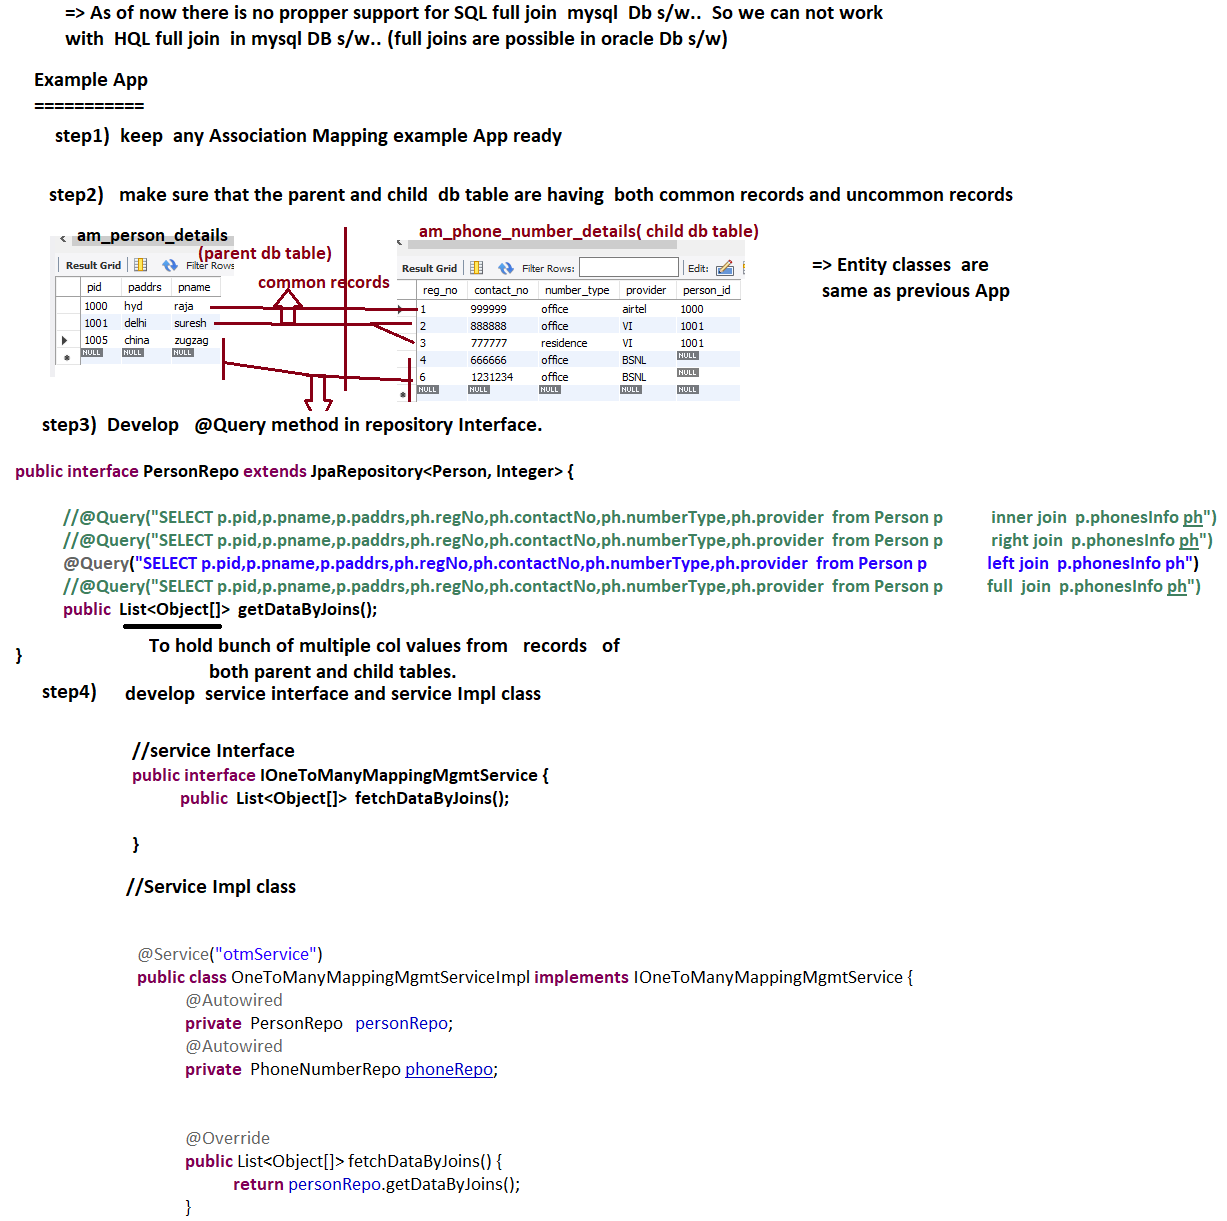 => As of now there is no propper support for SQL full join mysql Db s/w.. So we can not work
with HQL full join in mysql DB s/w.. (full joins are possible in oracle Db s/w)
Example App
===========
step1) keep any Association Mapping example App ready
step2) make sure that the parent and child db table are having both common records and uncommon records
am_person_details
(parent db table)
Result Grid Filter Rows
common records
pid paddrs pname
1000 hyd raja
1001 delhi suresh
1005 china zugzag
NULL NULL NULL
am_phone_number_details( child db table)
Result Grid Filter Rows: Edit:
reg_no contact_no number_type provider person_id
1 999999 office airtel 1000
2 888888 office VI 1001
3 777777 residence VI 1001
4 666666 office BSNL NULL
6 1231234 office BSNL NULL
NULL NULL NULL NULL NULL
=> Entity classes are
same as previous App
step3) Develop @Query method in repository Interface.
public interface PersonRepo extends JpaRepository<Person, Integer> {
//@Query("SELECT p.pid,p.pname,p.paddrs,ph.regNo,ph.contactNo,ph.numberType,ph.provider from Person p inner join p.phonesInfo ph")
//@Query("SELECT p.pid,p.pname,p.paddrs,ph.regNo,ph.contactNo,ph.numberType,ph.provider from Person p right join p.phonesInfo ph")
@Query("SELECT p.pid,p.pname,p.paddrs,ph.regNo,ph.contactNo,ph.numberType,ph.provider from Person p left join p.phonesInfo ph")
//@Query("SELECT p.pid,p.pname,p.paddrs,ph.regNo,ph.contactNo,ph.numberType,ph.provider from Person p full join p.phonesInfo ph")
public List<Object[]> getDataByJoins();
To hold bunch of multiple col values from records of
}
both parent and child tables.
step4) develop service interface and service Impl class
//service Interface
public interface IOneToManyMappingMgmtService {
public List<Object[]> fetchDataByJoins();
}
//Service Impl class
@Service("otmService")
public class OneToManyMappingMgmtServiceImpl implements IOneToManyMappingMgmtService {
@Autowired
private PersonRepo personRepo;
@Autowired
private PhoneNumberRepo phoneRepo;
@Override
public List<Object[]> fetchDataByJoins() {
return personRepo.getDataByJoins();
}